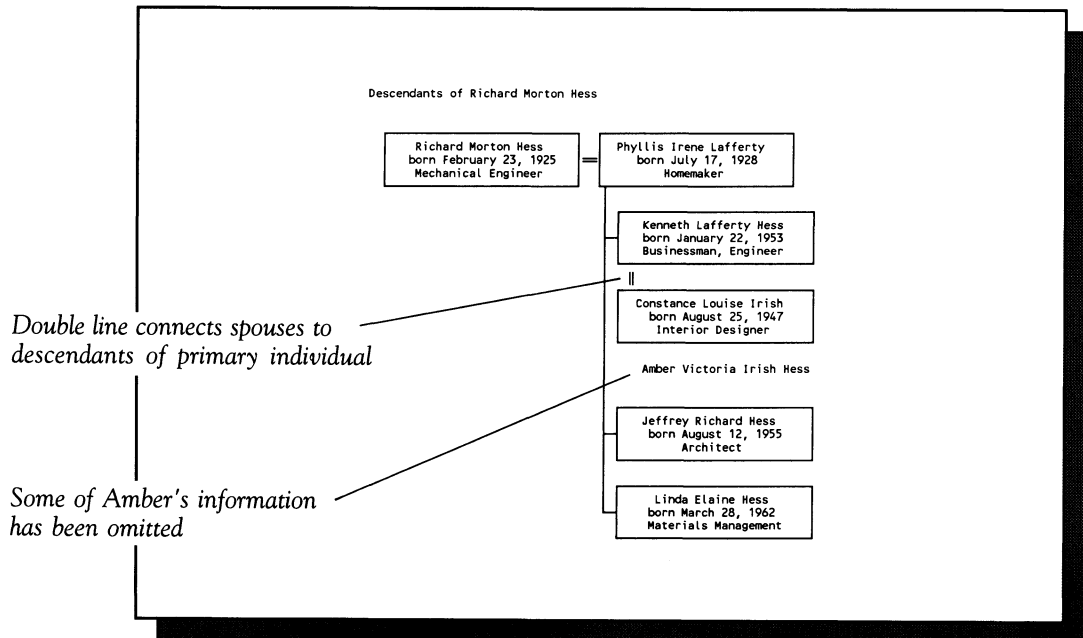 Descendants of Richard Morton Hess
Richard Morton Hess
born February 23, 1925
Mechanical Engineer
Phyllis Irene Lafferty
born July 17, 1928
Homemaker
Kenneth Lafferty Hess
born January 22, 1953
Businessman, Engineer
Double line connects spouses to
descendants of primary individual
Constance Louise Irish
born August 25, 1947
Interior Designer
Amber Victoria Irish Hess
Jeffrey Richard Hess
born August 12, 1955
Architect
Some of Amber's information
has been omitted
Linda Elaine Hess
born March 28, 1962
Materials Management